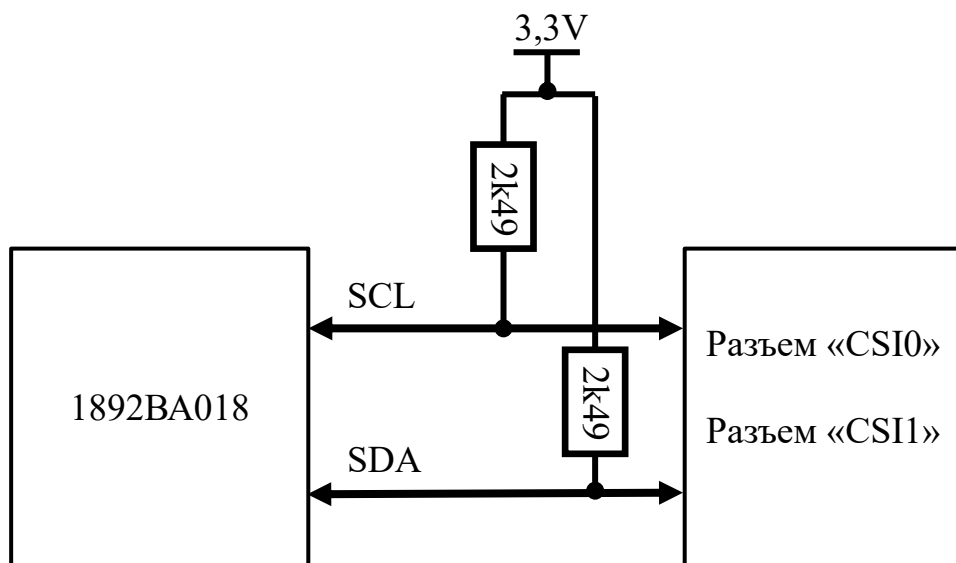 3,3V
2k49
SCL
Разъем «CSI0»
2k49
1892ВА018
Разъем «CSI1»
SDA